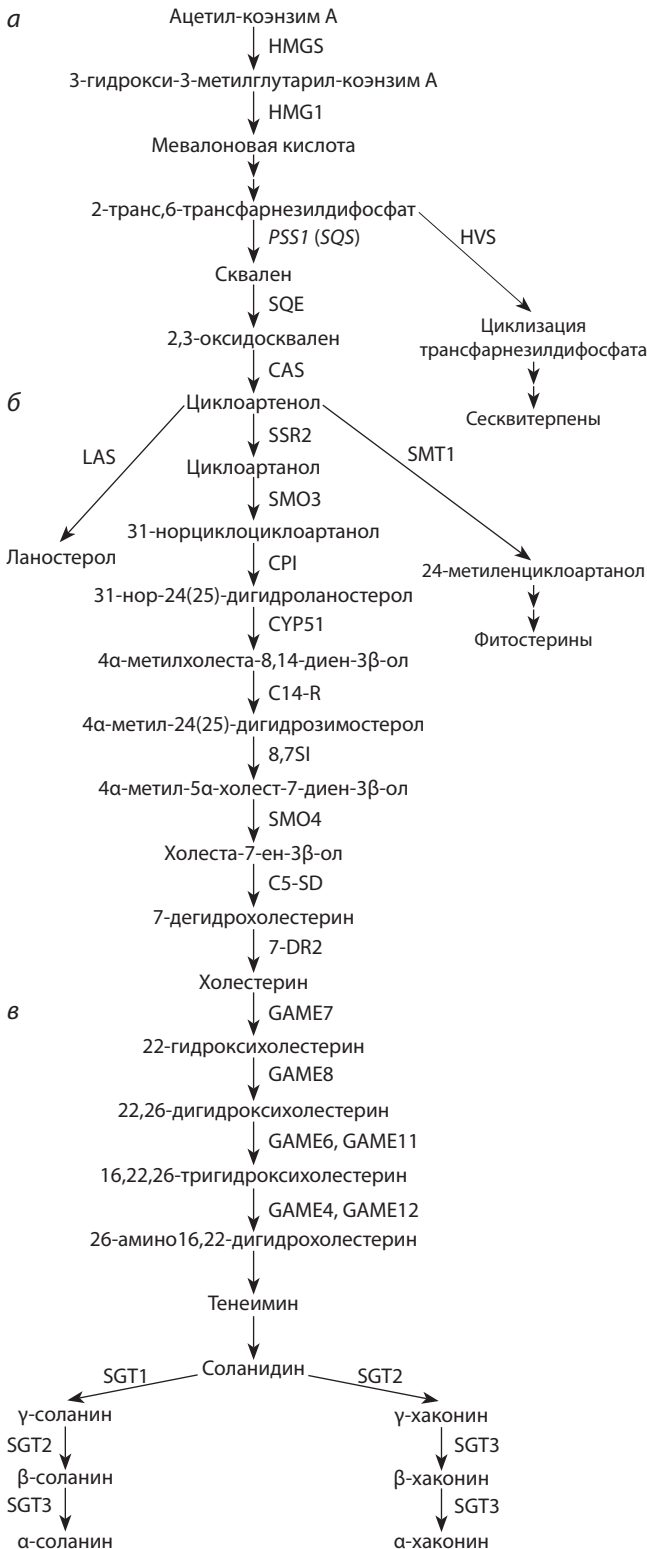 а
Ацетил-коэнзим А
HMGS
3-гидрокси-3-метилглутарил-коэнзим А
HMG1
Мевалоновая кислота
2-транс,6-трансфарнезилдифосфат
PSS1 (SQS)
HVS
Сквален
SQE
Циклизация
трансфарнезилдифосфата
2,3-оксидосквален
CAS
Сесквитерпены
б
Циклоартенол
SSR2
LAS
SMT1
Циклоартанол
SMO3
31-норциклоциклоартанол
Ланостерол
CPI
24-метиленциклоартанол
31-нор-24(25)-дигидроланостерол
CYP51
Фитостерины
4α-метилхолеста-8,14-диен-3β-ол
C14-R
4α-метил-24(25)-дигидрозимостерол
8,7SI
4α-метил-5α-холест-7-диен-3β-ол
SMO4
Холеста-7-ен-3β-ол
C5-SD
7-дегидрохолестерин
7-DR2
Холестерин
в
GAME7
22-гидроксихолестерин
GAME8
22,26-дигидроксихолестерин
GAME6, GAME11
16,22,26-тригидроксихолестерин
GAME4, GAME12
26-амино16,22-дигидрохолестерин
Тенеимин
Соланидин
SGT1
SGT2
γ-соланин
γ-хаконин
SGT2
SGT3
β-соланин
β-хаконин
SGT3
SGT3
α-соланин
α-хаконин